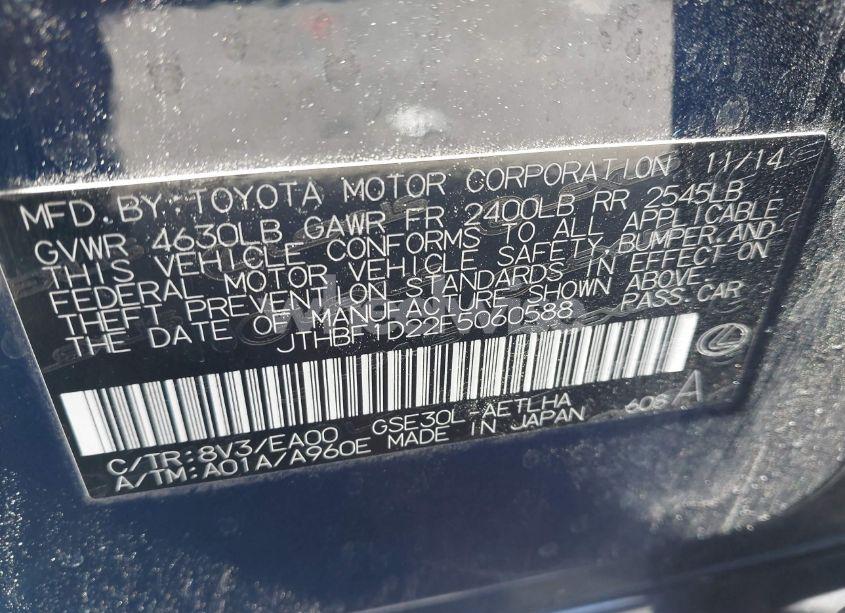 MFD. BY: TOYOTA MOTOR CORPORATION 11/14
GVWR 4630LB GAWR FR 2400LB RR 2545LB
THIS VEHICLE CONFORMS TO ALL APPLICABLE
FEDERAL MOTOR VEHICLE SAFETY, BUMPER, AND
THEFT PREVENTION STANDARDS IN EFFECT ON
THE DATE OF MANUFACTURE SHOWN ABOVE.
JTHBF1D22F5060588 PASS. CAR
C/TR: 8V3/EA00 GSE30L-AETLHA 606 A
A/TM: A01A/A960E MADE IN JAPAN